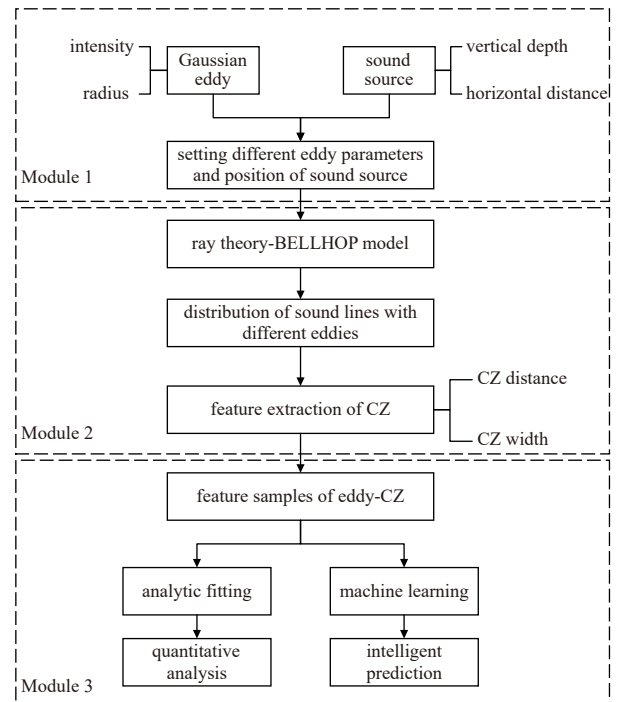 intensity
radius
Gaussian
eddy
sound
source
vertical depth
horizontal distance
setting different eddy parameters
and position of sound source
Module 1
ray theory-BELLHOP model
distribution of sound lines with
different eddies
feature extraction of CZ
CZ distance
CZ width
Module 2
feature samples of eddy-CZ
analytic fitting
machine learning
quantitative
analysis
intelligent
prediction
Module 3